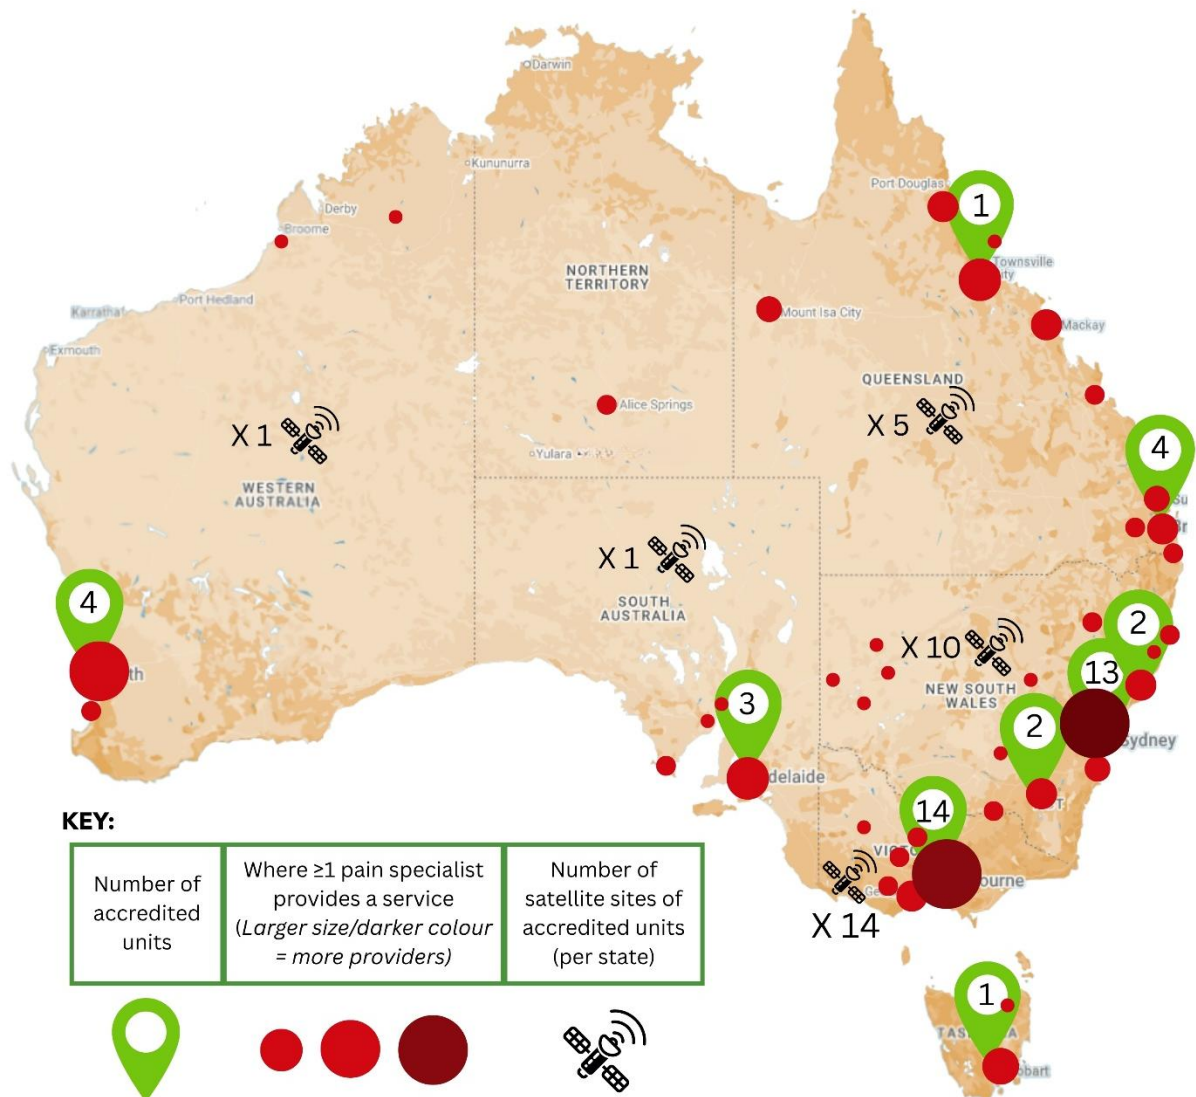 Darwin
Kununurra
Port Douglas
1
Derby
Broome
NORTHERN
TERRITORY
Townsville
Port Hedland
Mount Isa City
Mackay
Exmouth
QUEENSLAND
Alice Springs
X 1
X 5
Yulara
4
WESTERN
AUSTRALIA
X 1
SOUTH
AUSTRALIA
4
2
X 10
13
NEW SOUTH
WALES
3
2
Sydney
delaide
14
KEY:
Number of
accredited
units
Where ≥1 pain specialist
provides a service
(Larger size/darker colour
= more providers)
Number of
satellite sites of
accredited units
(per state)
ourne
X 14
1
obart